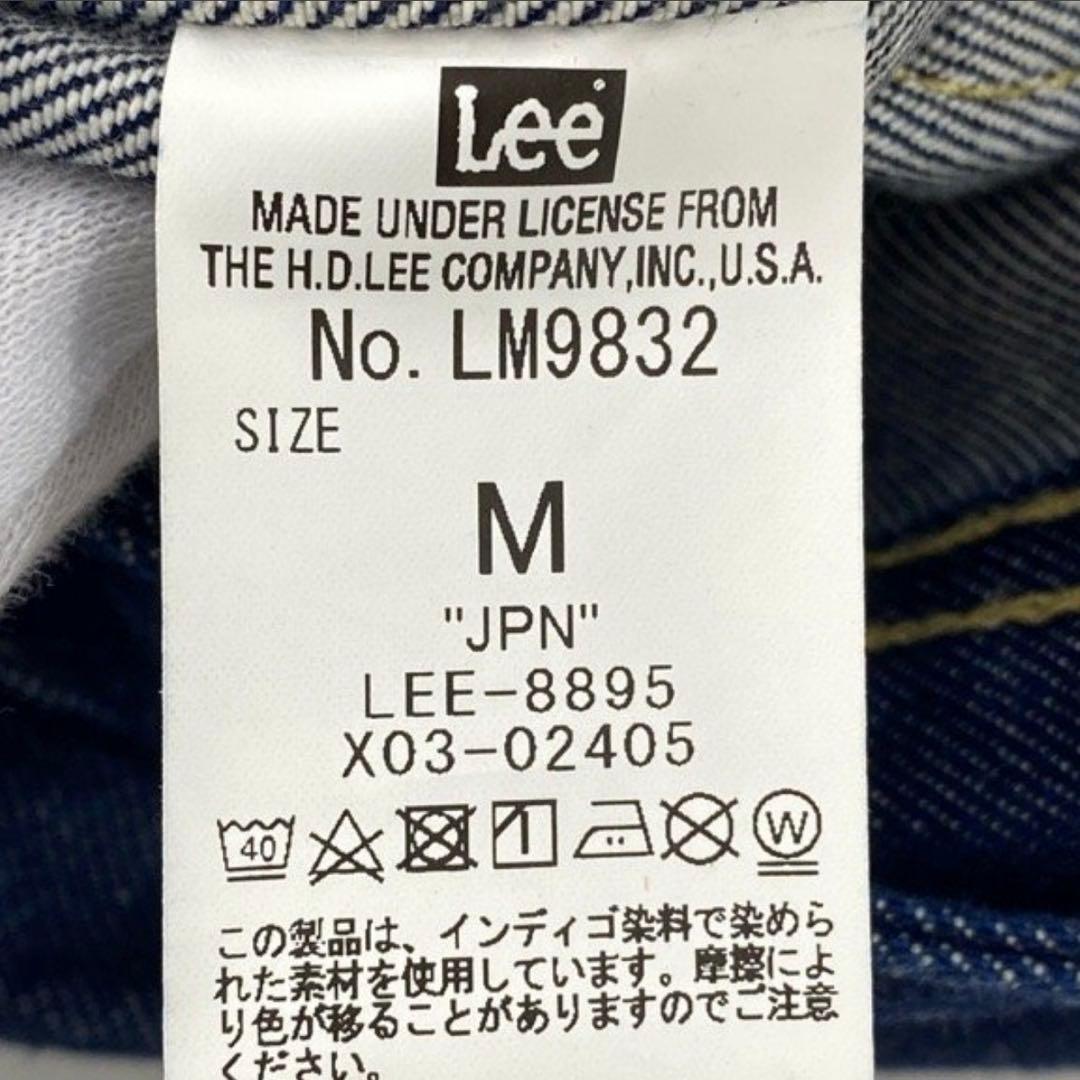 Lee
MADE UNDER LICENSE FROM
THE H.D.LEE COMPANY,INC.,U.S.A.
No. LM9832
SIZE
M
"JPN"
LEE-8895
X03-02405
40
W
この製品は、インディゴ染料で染めら
れた素材を使用しています。摩擦によ
り色が移ることがありますのでご注意
ください。